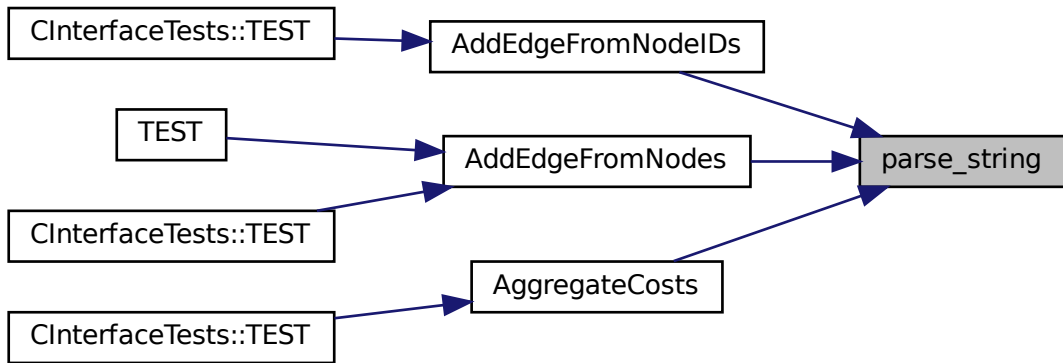 CInterfaceTests::TEST
AddEdgeFromNodeIDs
TEST
AddEdgeFromNodes
parse_string
CInterfaceTests::TEST
AggregateCosts
CInterfaceTests::TEST